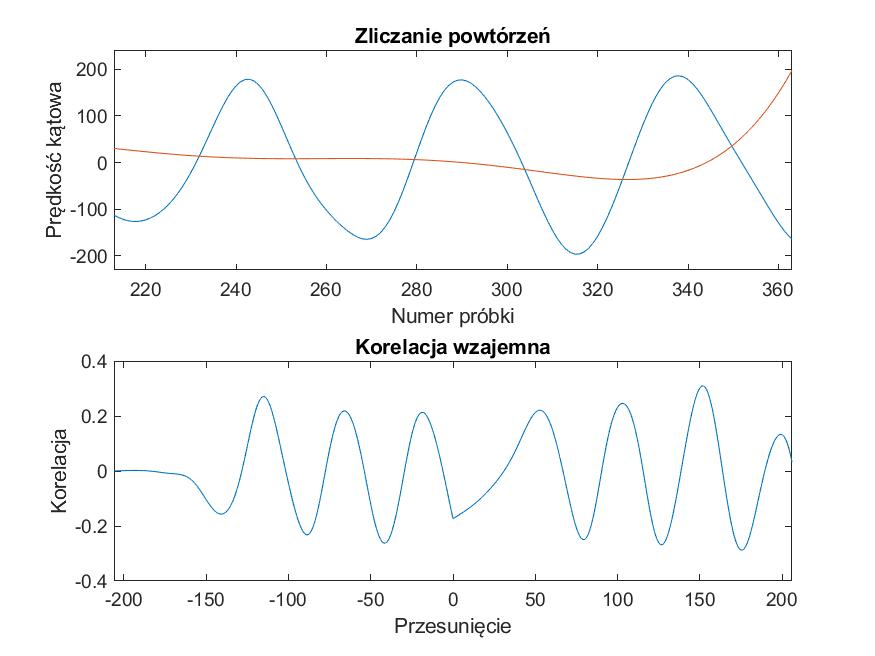 Zliczanie powtórzeń
200
100
0
-100
-200
Prędkość kątowa
220 240 260 280 300 320 340 360
Numer próbki
Korelacja wzajemna
0.4
0.2
0
-0.2
-0.4
Korelacja
-200 -150 -100 -50 0 50 100 150 200
Przesunięcie